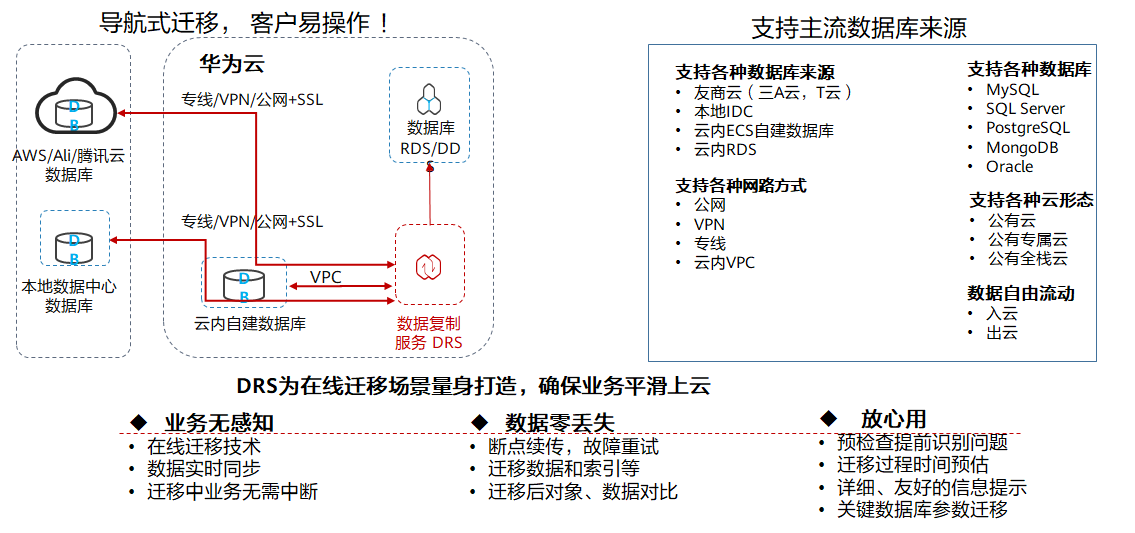 导航式迁移， 客户易操作！
华为云
专线/VPN/公网+SSL
D
B
AWS/Ali/腾讯云
数据库
数据库
RDS/DD
S
专线/VPN/公网+SSL
D
B
本地数据中心
数据库
VPC
D
B
云内自建数据库
数据复制
服务 DRS
支持主流数据库来源
支持各种数据库来源
• 友商云（三A云，T云）
• 本地IDC
• 云内ECS自建数据库
• 云内RDS
支持各种网路方式
• 公网
• VPN
• 专线
• 云内VPC
支持各种数据库
• MySQL
• SQL Server
• PostgreSQL
• MongoDB
• Oracle
支持各种云形态
• 公有云
• 公有专属云
• 公有全栈云
数据自由流动
• 入云
• 出云
DRS为在线迁移场景量身打造，确保业务平滑上云
◆ 业务无感知
• 在线迁移技术
• 数据实时同步
• 迁移中业务无需中断
◆ 数据零丢失
• 断点续传，故障重试
• 迁移数据和索引等
• 迁移后对象、数据对比
◆ 放心用
• 预检查提前识别问题
• 迁移过程时间预估
• 详细、友好的信息提示
• 关键数据库参数迁移